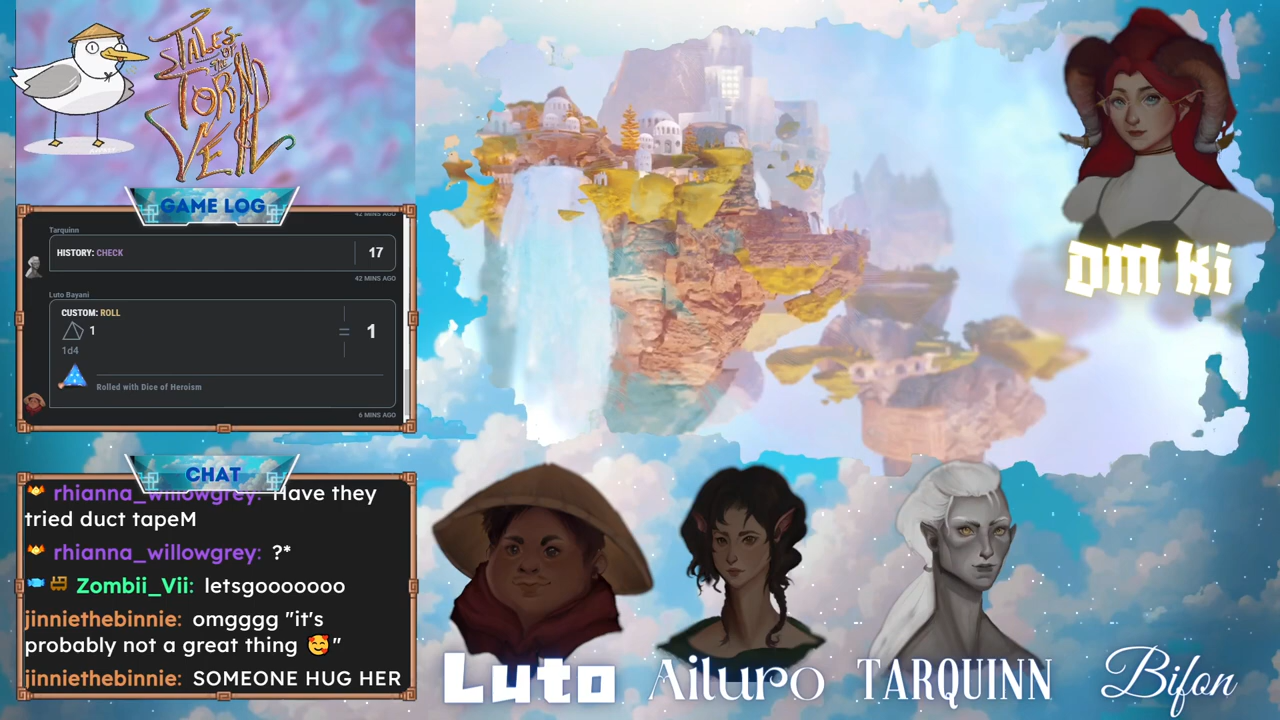 TALES
OF
THE
TORN
VEIL
GAME LOG
42 MINS AGO
Tarquinn
HISTORY: CHECK
17
42 MINS AGO
Luto Bayani
CUSTOM: ROLL
1
= 1
1d4
Rolled with Dice of Heroism
6 MINS AGO
CHAT
rhianna_willowgrey: Have they
tried duct tapeM
rhianna_willowgrey: ?*
Zombii_Vii: letsgooooooo
jinniethebinnie: omgggg "it's
probably not a great thing 🥰"
jinniethebinnie: SOMEONE HUG HER
DM Ki
Luto
Ailuro
TARQUINN
Bifon